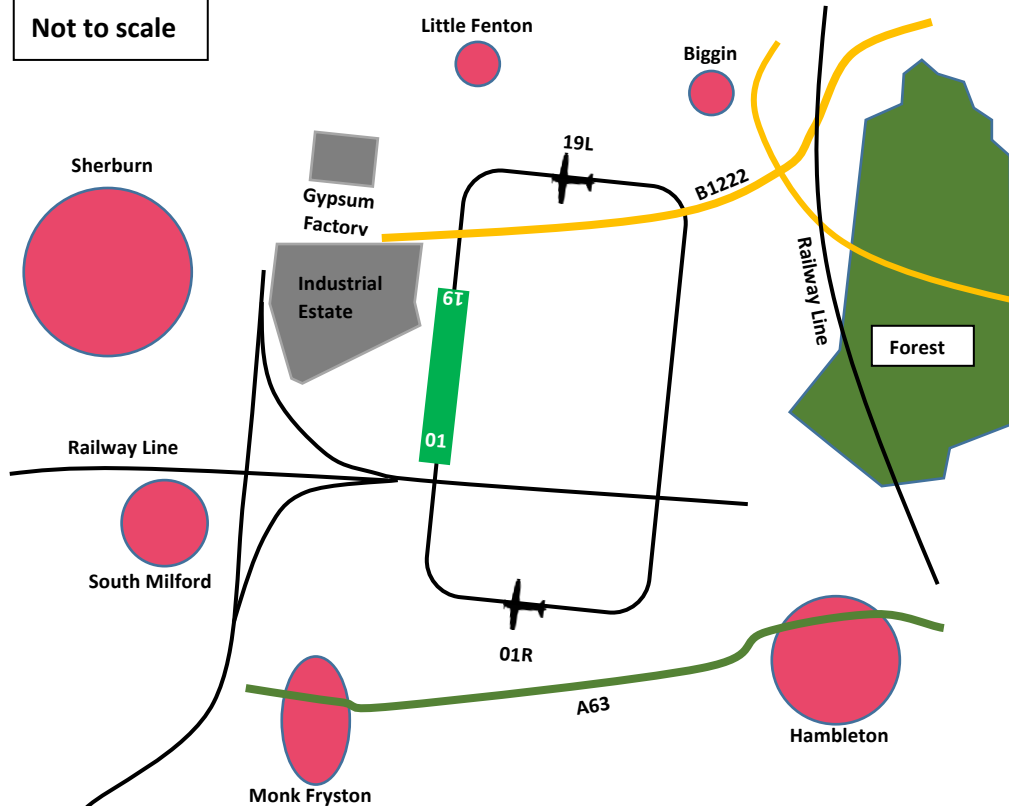 Not to scale
Little Fenton
Biggin
19L
Sherburn
B1222
Gypsum
Factory
Railway Line
Industrial
Estate
19
Forest
01
Railway Line
South Milford
01R
A63
Hambleton
Monk Fryston